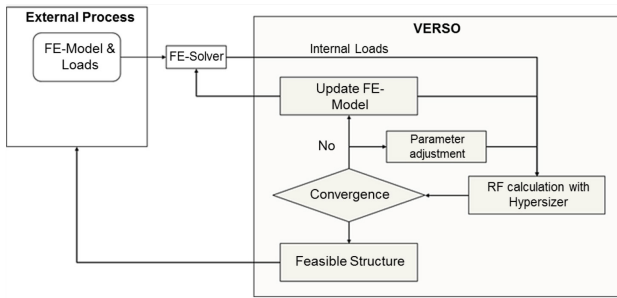 External Process
VERSO
FE-Model &
Loads
FE-Solver
Internal Loads
Update FE-
Model
No
Parameter
adjustment
Convergence
RF calculation with
Hypersizer
Feasible Structure